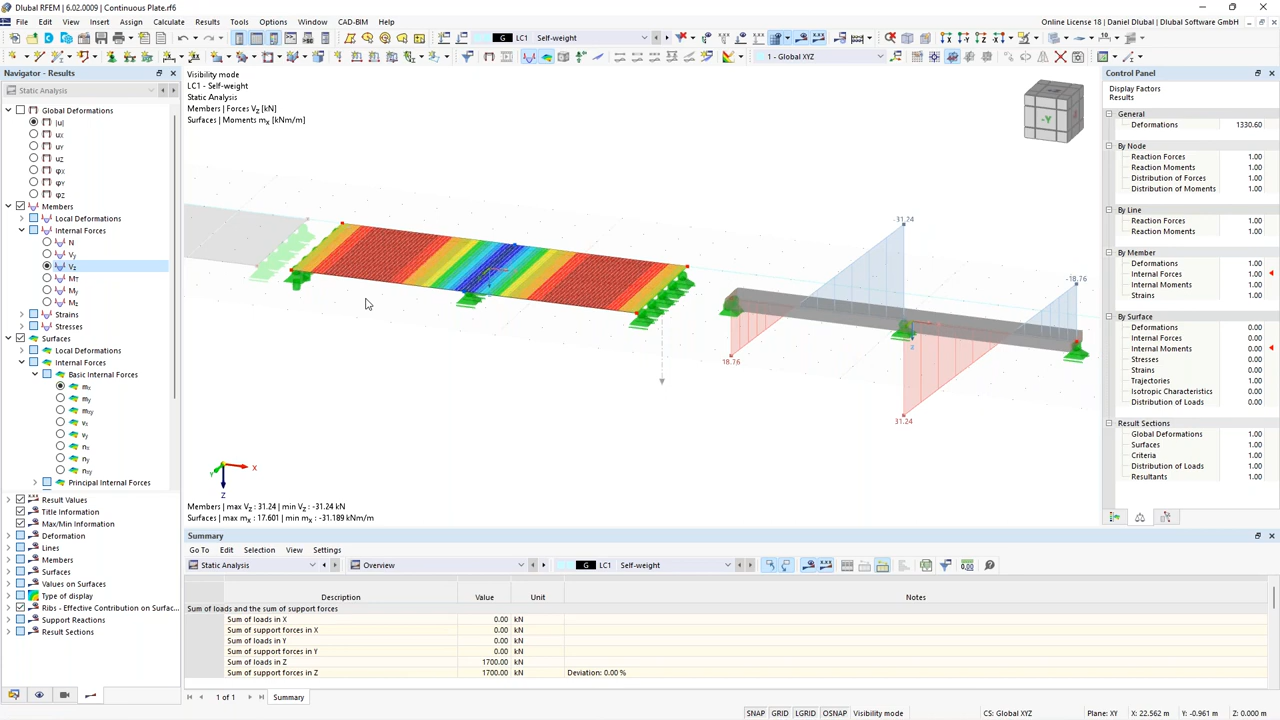 Dlubal RFEM | 6.02.0009 | Continuous Plate.rf6
File Edit View Insert Assign Calculate Results Tools Options Window CAD-BIM Help
Online License 18 | Daniel Dlubal | Dlubal Software GmbH
G LC1 Self-weight
1 - Global XYZ
Navigator - Results
Static Analysis
Global Deformations
|u|
uX
uY
uZ
φX
φY
φZ
Members
Local Deformations
Internal Forces
N
Vy
Vz
MT
My
Mz
Strains
Stresses
Surfaces
Local Deformations
Internal Forces
Basic Internal Forces
mx
my
mxy
vx
vy
nx
ny
nxy
Principal Internal Forces
Result Values
Title Information
Max/Min Information
Deformation
Lines
Members
Surfaces
Values on Surfaces
Type of display
Ribs - Effective Contribution on Surfac...
Support Reactions
Result Sections
Visibility mode
LC1 - Self-weight
Static Analysis
Members | Forces Vz [kN]
Surfaces | Moments mx [kNm/m]
-Y
-31.24
-18.76
18.76
31.24
X
Y
Z
Members | max Vz : 31.24 | min Vz : -31.24 kN
Surfaces | max mx : 17.601 | min mx : -31.189 kNm/m
Control Panel
Display Factors
Results
General
Deformations 1330.60
By Node
Reaction Forces 1.00
Reaction Moments 1.00
Distribution of Forces 1.00
Distribution of Moments 1.00
By Line
Reaction Forces 1.00
Reaction Moments 1.00
By Member
Deformations 1.00
Internal Forces 1.00
Strains 1.00
By Surface
Deformations 0.00
Internal Forces 0.00
Internal Moments 0.00
Stresses 0.00
Strains 0.00
Trajectories 1.00
Isotropic Characteristics 0.00
Distribution of Loads 0.00
Result Sections
Global Deformations 1.00
Surfaces 1.00
Criteria 1.00
Distribution of Loads 1.00
Resultants 1.00
Summary
Go To Edit Selection View Settings
Static Analysis Overview G LC1 Self-weight
Description Value Unit Notes
Sum of loads and the sum of support forces
Sum of loads in X 0.00 kN
Sum of support forces in X 0.00 kN
Sum of loads in Y 0.00 kN
Sum of support forces in Y 0.00 kN
Sum of loads in Z 1700.00 kN
Sum of support forces in Z 1700.00 kN Deviation: 0.00 %
1 of 1 Summary
SNAP GRID LGRID OSNAP Visibility mode CS: Global XYZ Plane: XY X: 22.562 m Y: -0.961 m Z: 0.000 m